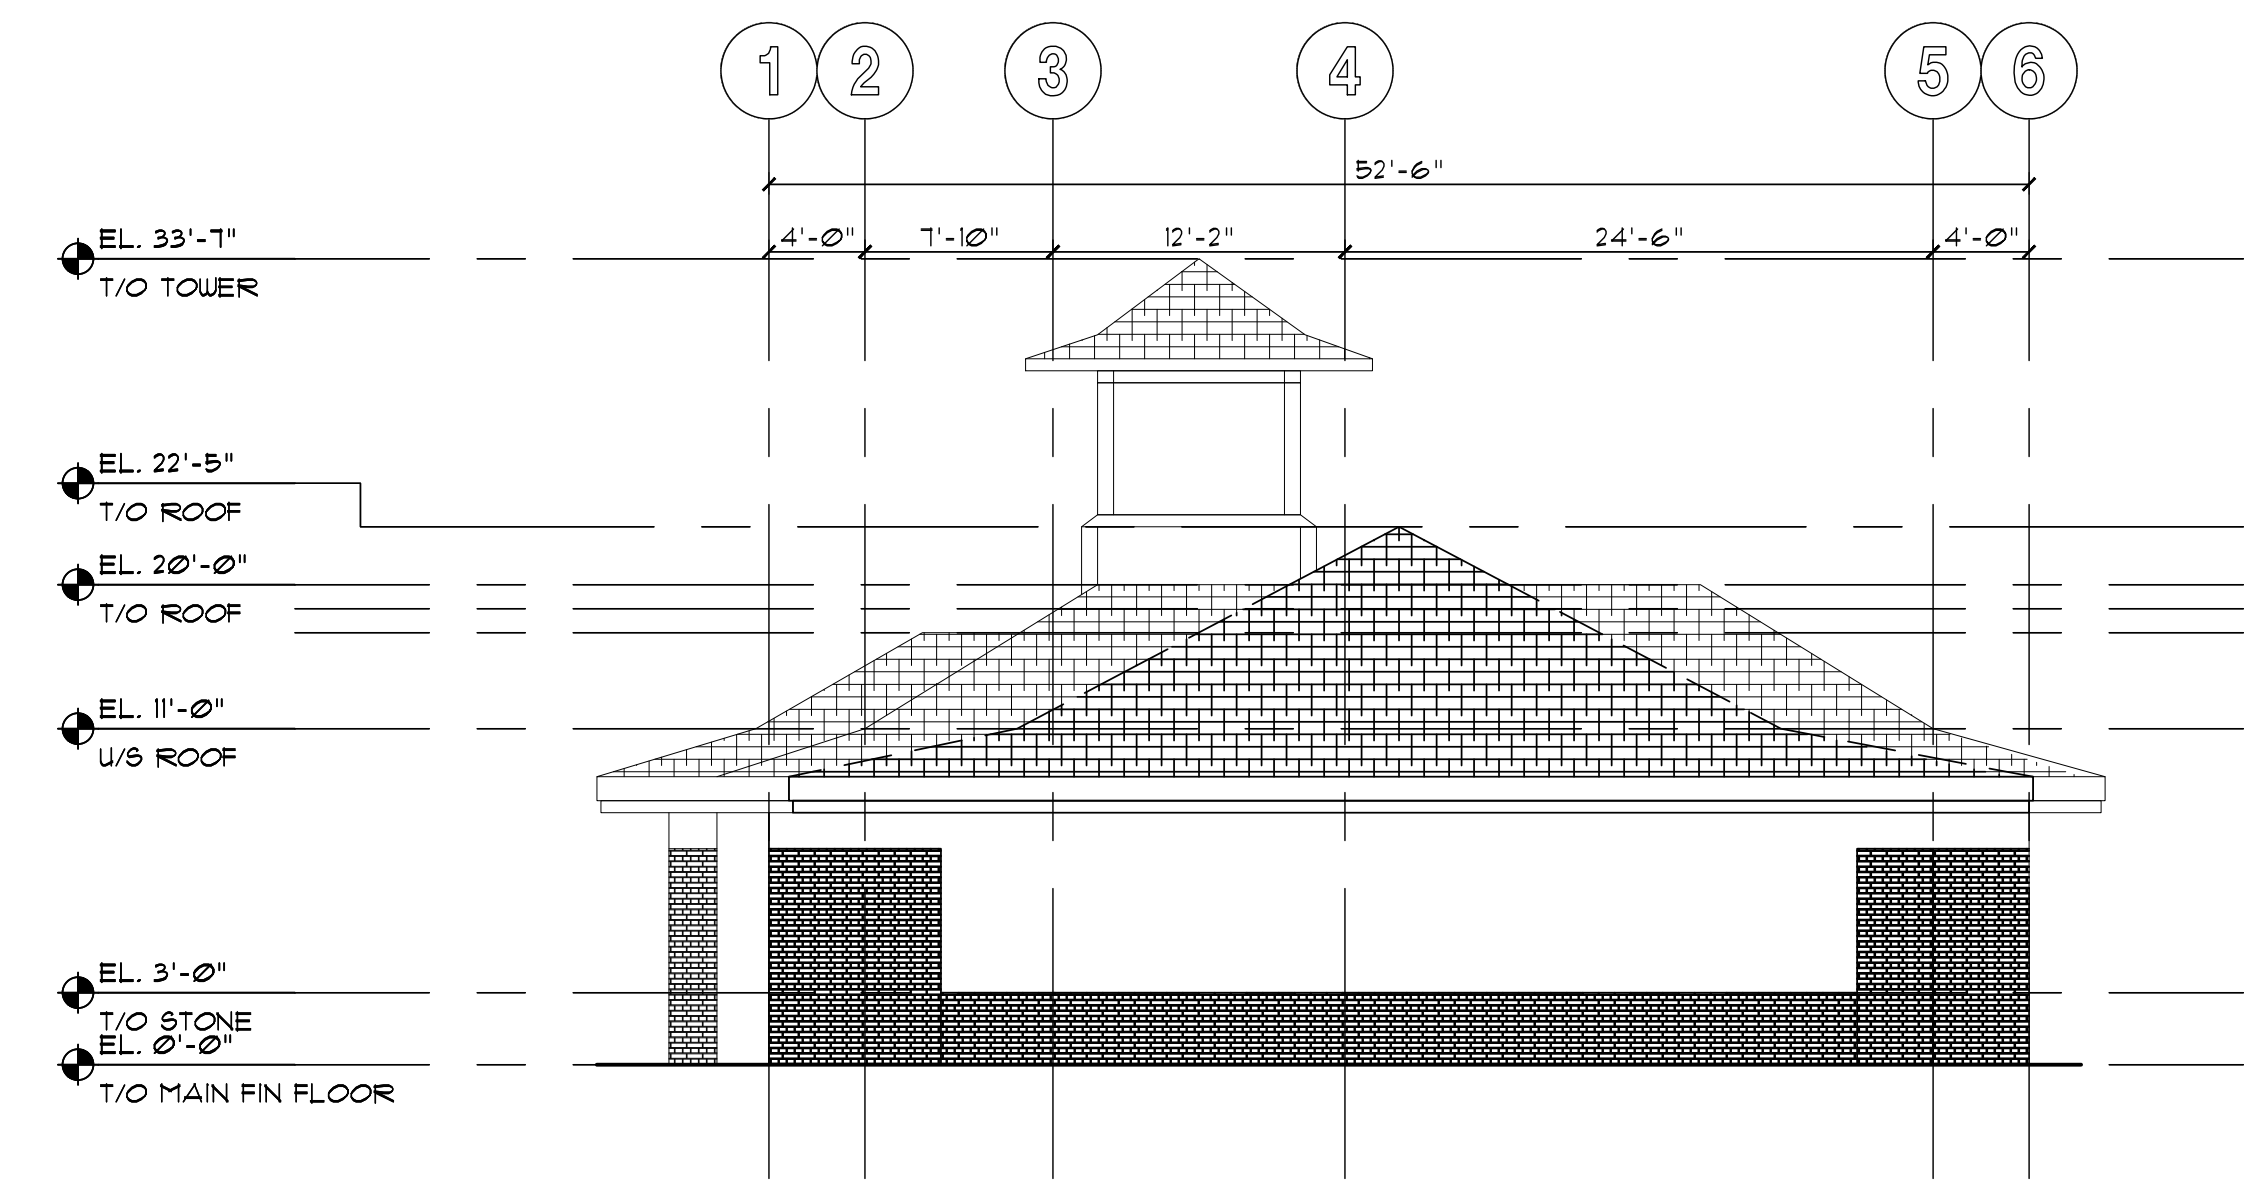 1 2 3 4 5 6
52'-6"
4'-0" 7'-10" 12'-2" 24'-6" 4'-0"
EL. 33'-7"
T/O TOWER
EL. 22'-5"
T/O ROOF
EL. 20'-0"
T/O ROOF
EL. 11'-0"
U/S ROOF
EL. 3'-0"
T/O STONE
EL. 0'-0"
T/O MAIN FIN FLOOR